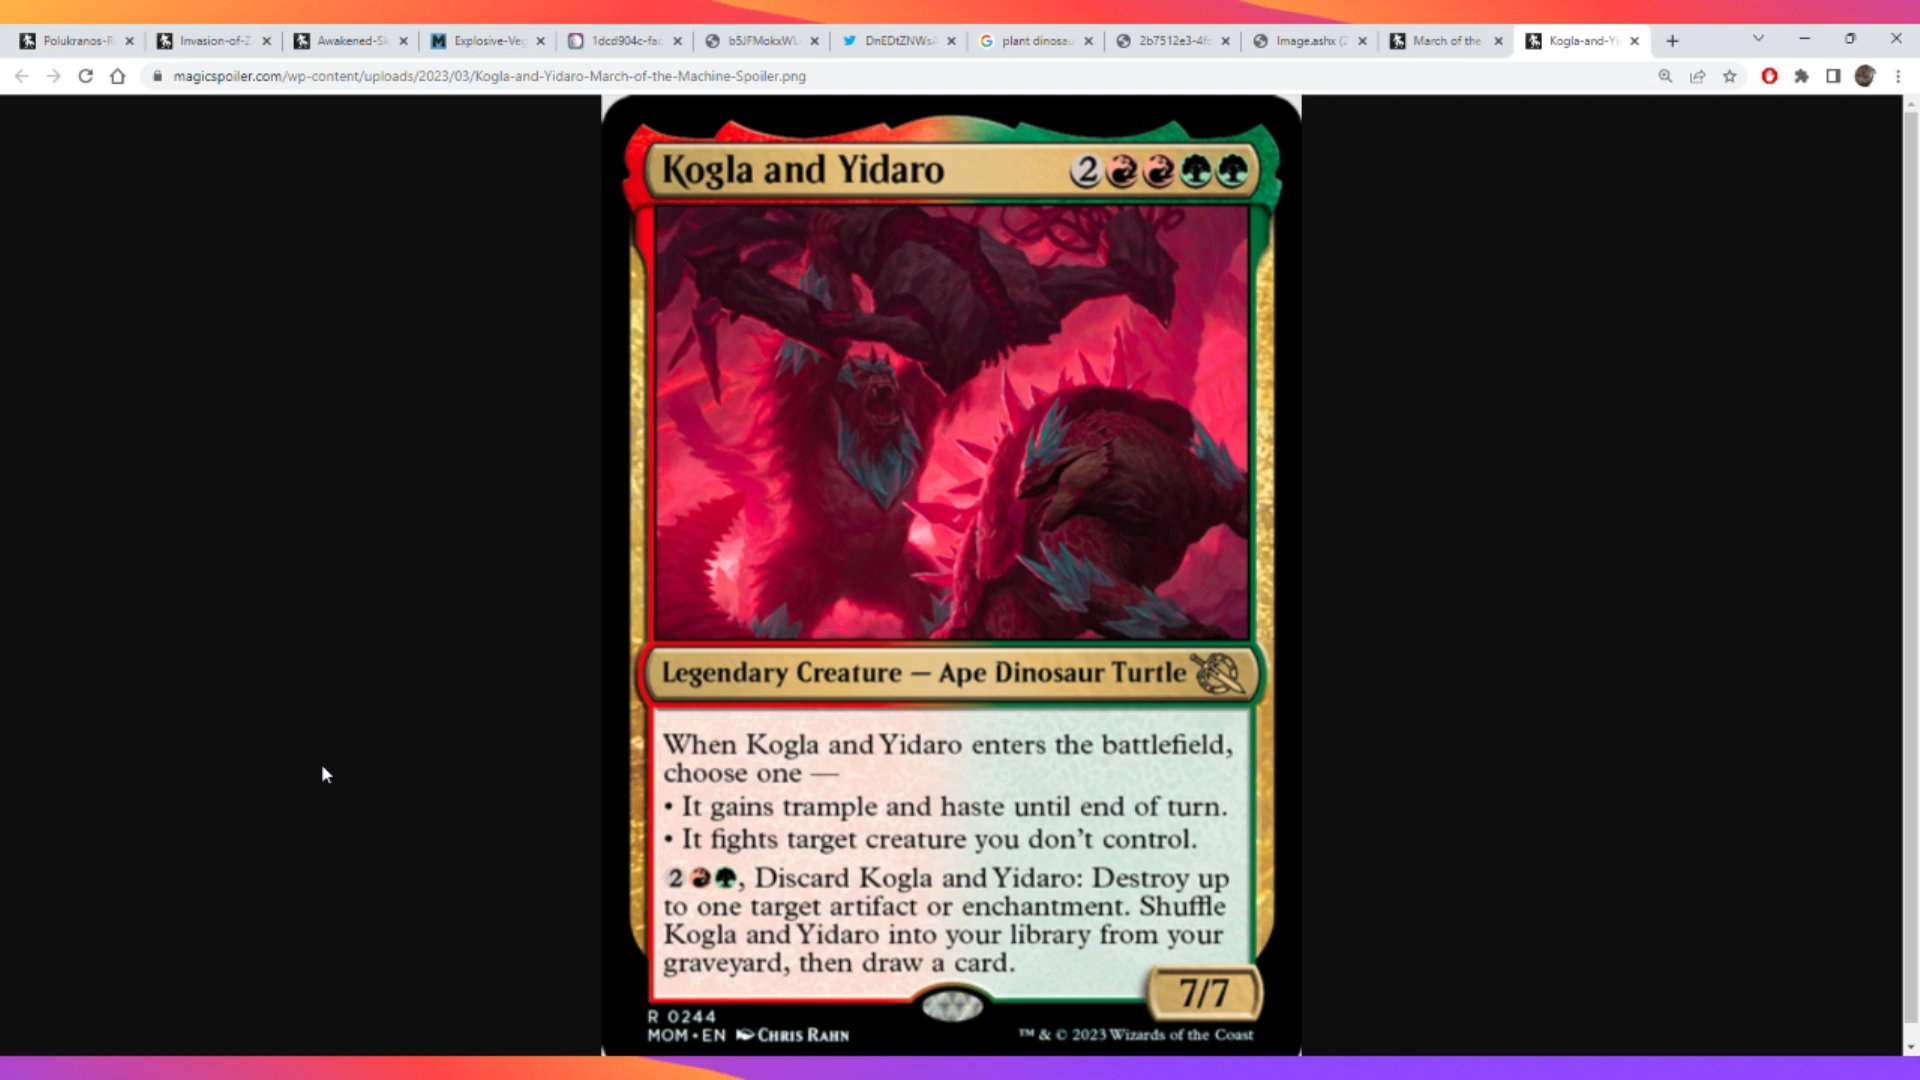 Polukranos-R
Invasion-of-Z
Awakened-Sk
Explosive-Veg
1dcd904c-fac
b5JFMokxWL
DnEDtZNWsA
plant dinosau
2b7512e3-4fc
Image.ashx (2
March of the
Kogla-and-Yi
magicspoiler.com/wp-content/uploads/2023/03/Kogla-and-Yidaro-March-of-the-Machine-Spoiler.png
Kogla and Yidaro 2
Legendary Creature — Ape Dinosaur Turtle
When Kogla and Yidaro enters the battlefield,
choose one —
• It gains trample and haste until end of turn.
• It fights target creature you don't control.
2 , Discard Kogla and Yidaro: Destroy up
to one target artifact or enchantment. Shuffle
Kogla and Yidaro into your library from your
graveyard, then draw a card.
7/7
R 0244
MOM • EN CHRIS RAHN
™ & © 2023 Wizards of the Coast